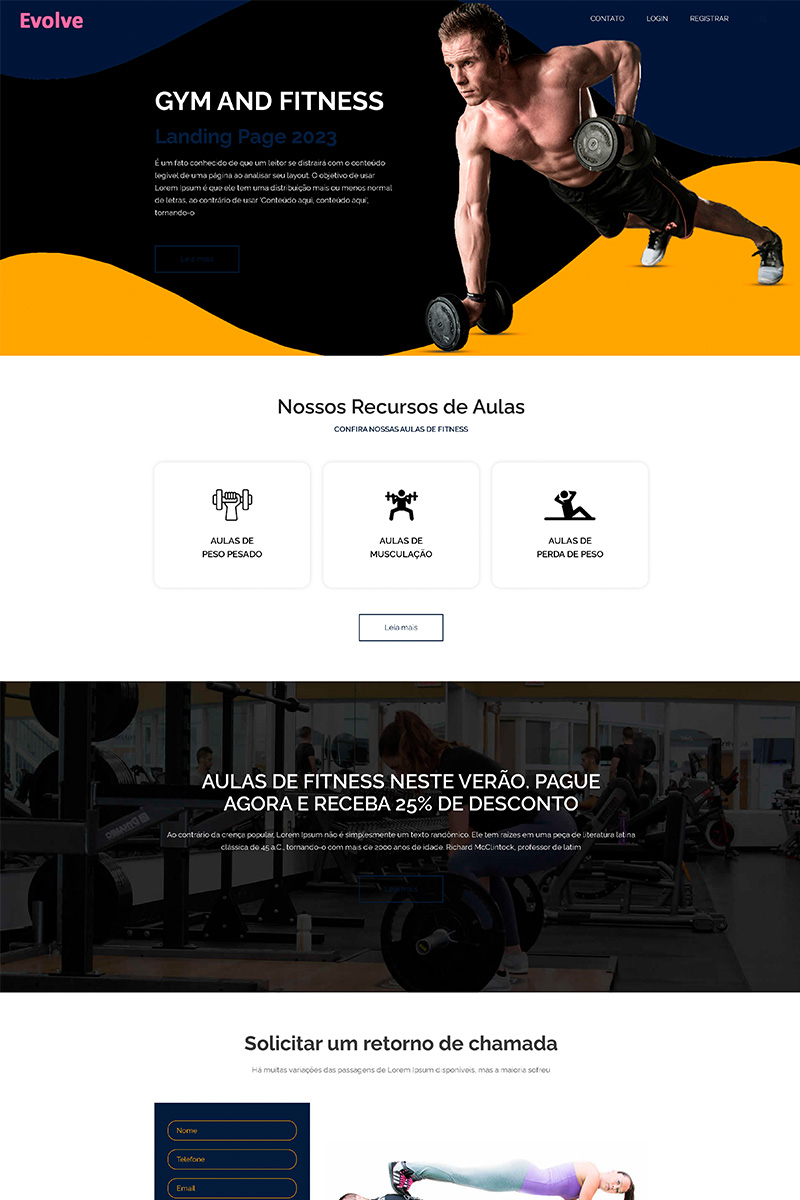 Evolve
CONTATO
LOGIN
REGISTRAR
GYM AND FITNESS
Landing Page 2023
É um fato conhecido de que um leitor se distrairá com o conteúdo
legível de uma página ao analisar seu layout. O objetivo de usar
Lorem Ipsum é que ele tem uma distribuição mais ou menos normal
de letras, ao contrário de usar 'Conteúdo aqui, conteúdo aqui',
tornando-o
Leia mais
Nossos Recursos de Aulas
CONFIRA NOSSAS AULAS DE FITNESS
AULAS DE
PESO PESADO
AULAS DE
MUSCULAÇÃO
AULAS DE
PERDA DE PESO
Leia mais
AULAS DE FITNESS NESTE VERÃO. PAGUE
AGORA E RECEBA 25% DE DESCONTO
Ao contrário da crença popular, Lorem Ipsum não é simplesmente um texto randômico. Ele tem raízes em uma peça de literatura latina
clássica de 45 a.C., tornando-o com mais de 2000 anos de idade. Richard McClintock, professor de latim
Leia mais
Solicitar um retorno de chamada
Há muitas variações das passagens de Lorem Ipsum disponíveis, mas a maioria sofreu
Nome
Telefone
Email